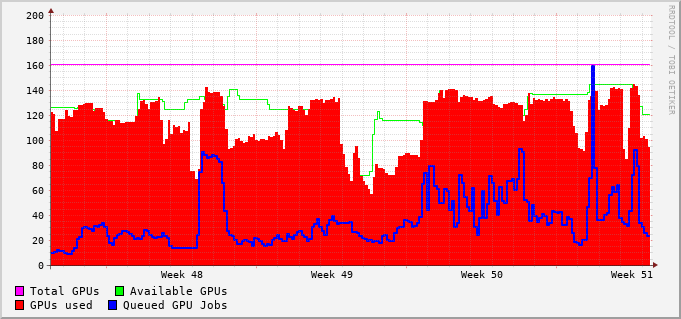 200
180
160
140
120
100
80
60
40
20
0
Week 48 Week 49 Week 50 Week 51
Total GPUs Available GPUs
GPUs used Queued GPU Jobs
RRDTOOL / TOBI OETIKER